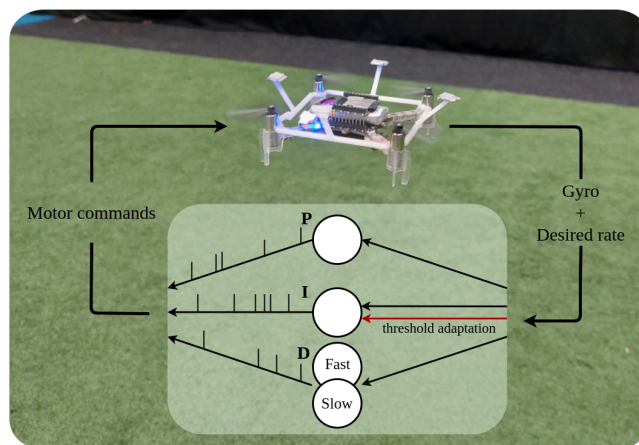 Motor commands
Gyro
+
Desired rate
P
I
threshold adaptation
D
Fast
Slow